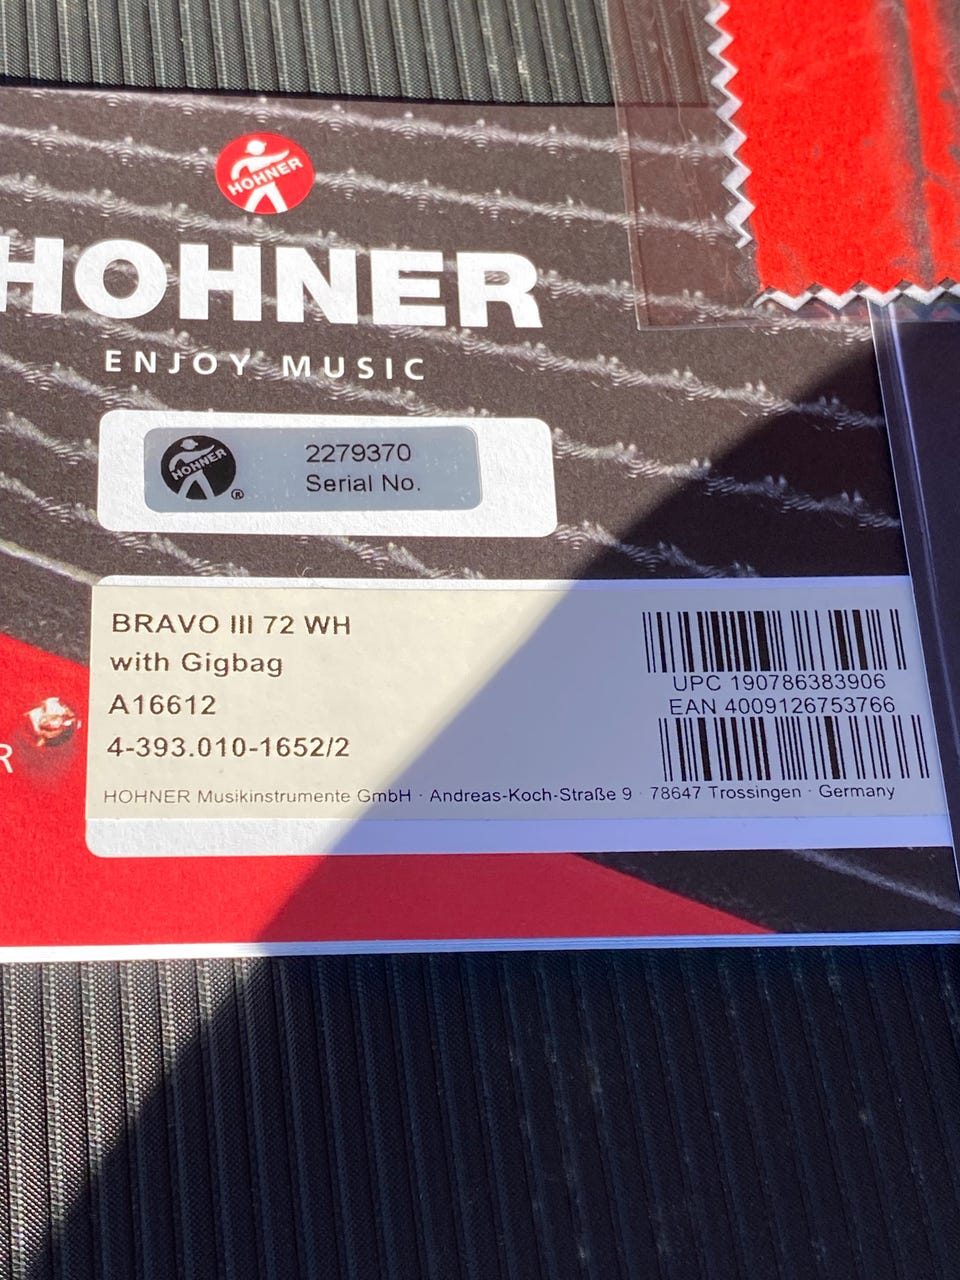 HOHNER
HOHNER
ENJOY MUSIC
HOHNER
®
2279370
Serial No.
BRAVO III 72 WH
with Gigbag
A16612
4-393.010-1652/2
UPC 190786383906
EAN 4009126753766
R
HOHNER Musikinstrumente GmbH · Andreas-Koch-Straße 9 · 78647 Trossingen · Germany